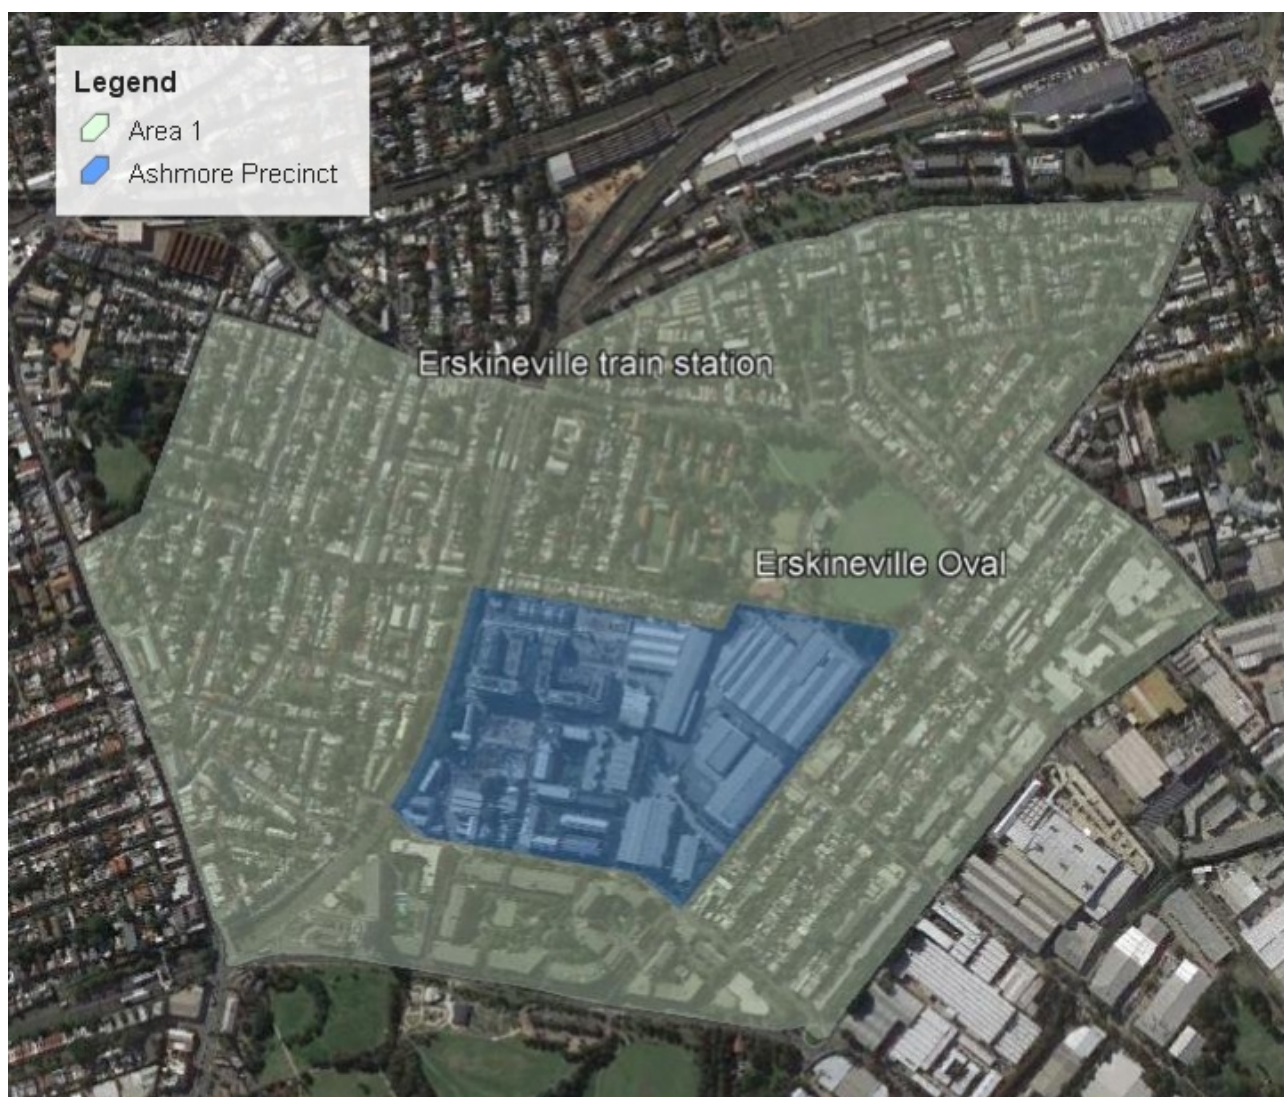 Legend
Area 1
Ashmore Precinct
Erskineville train station
Erskineville Oval